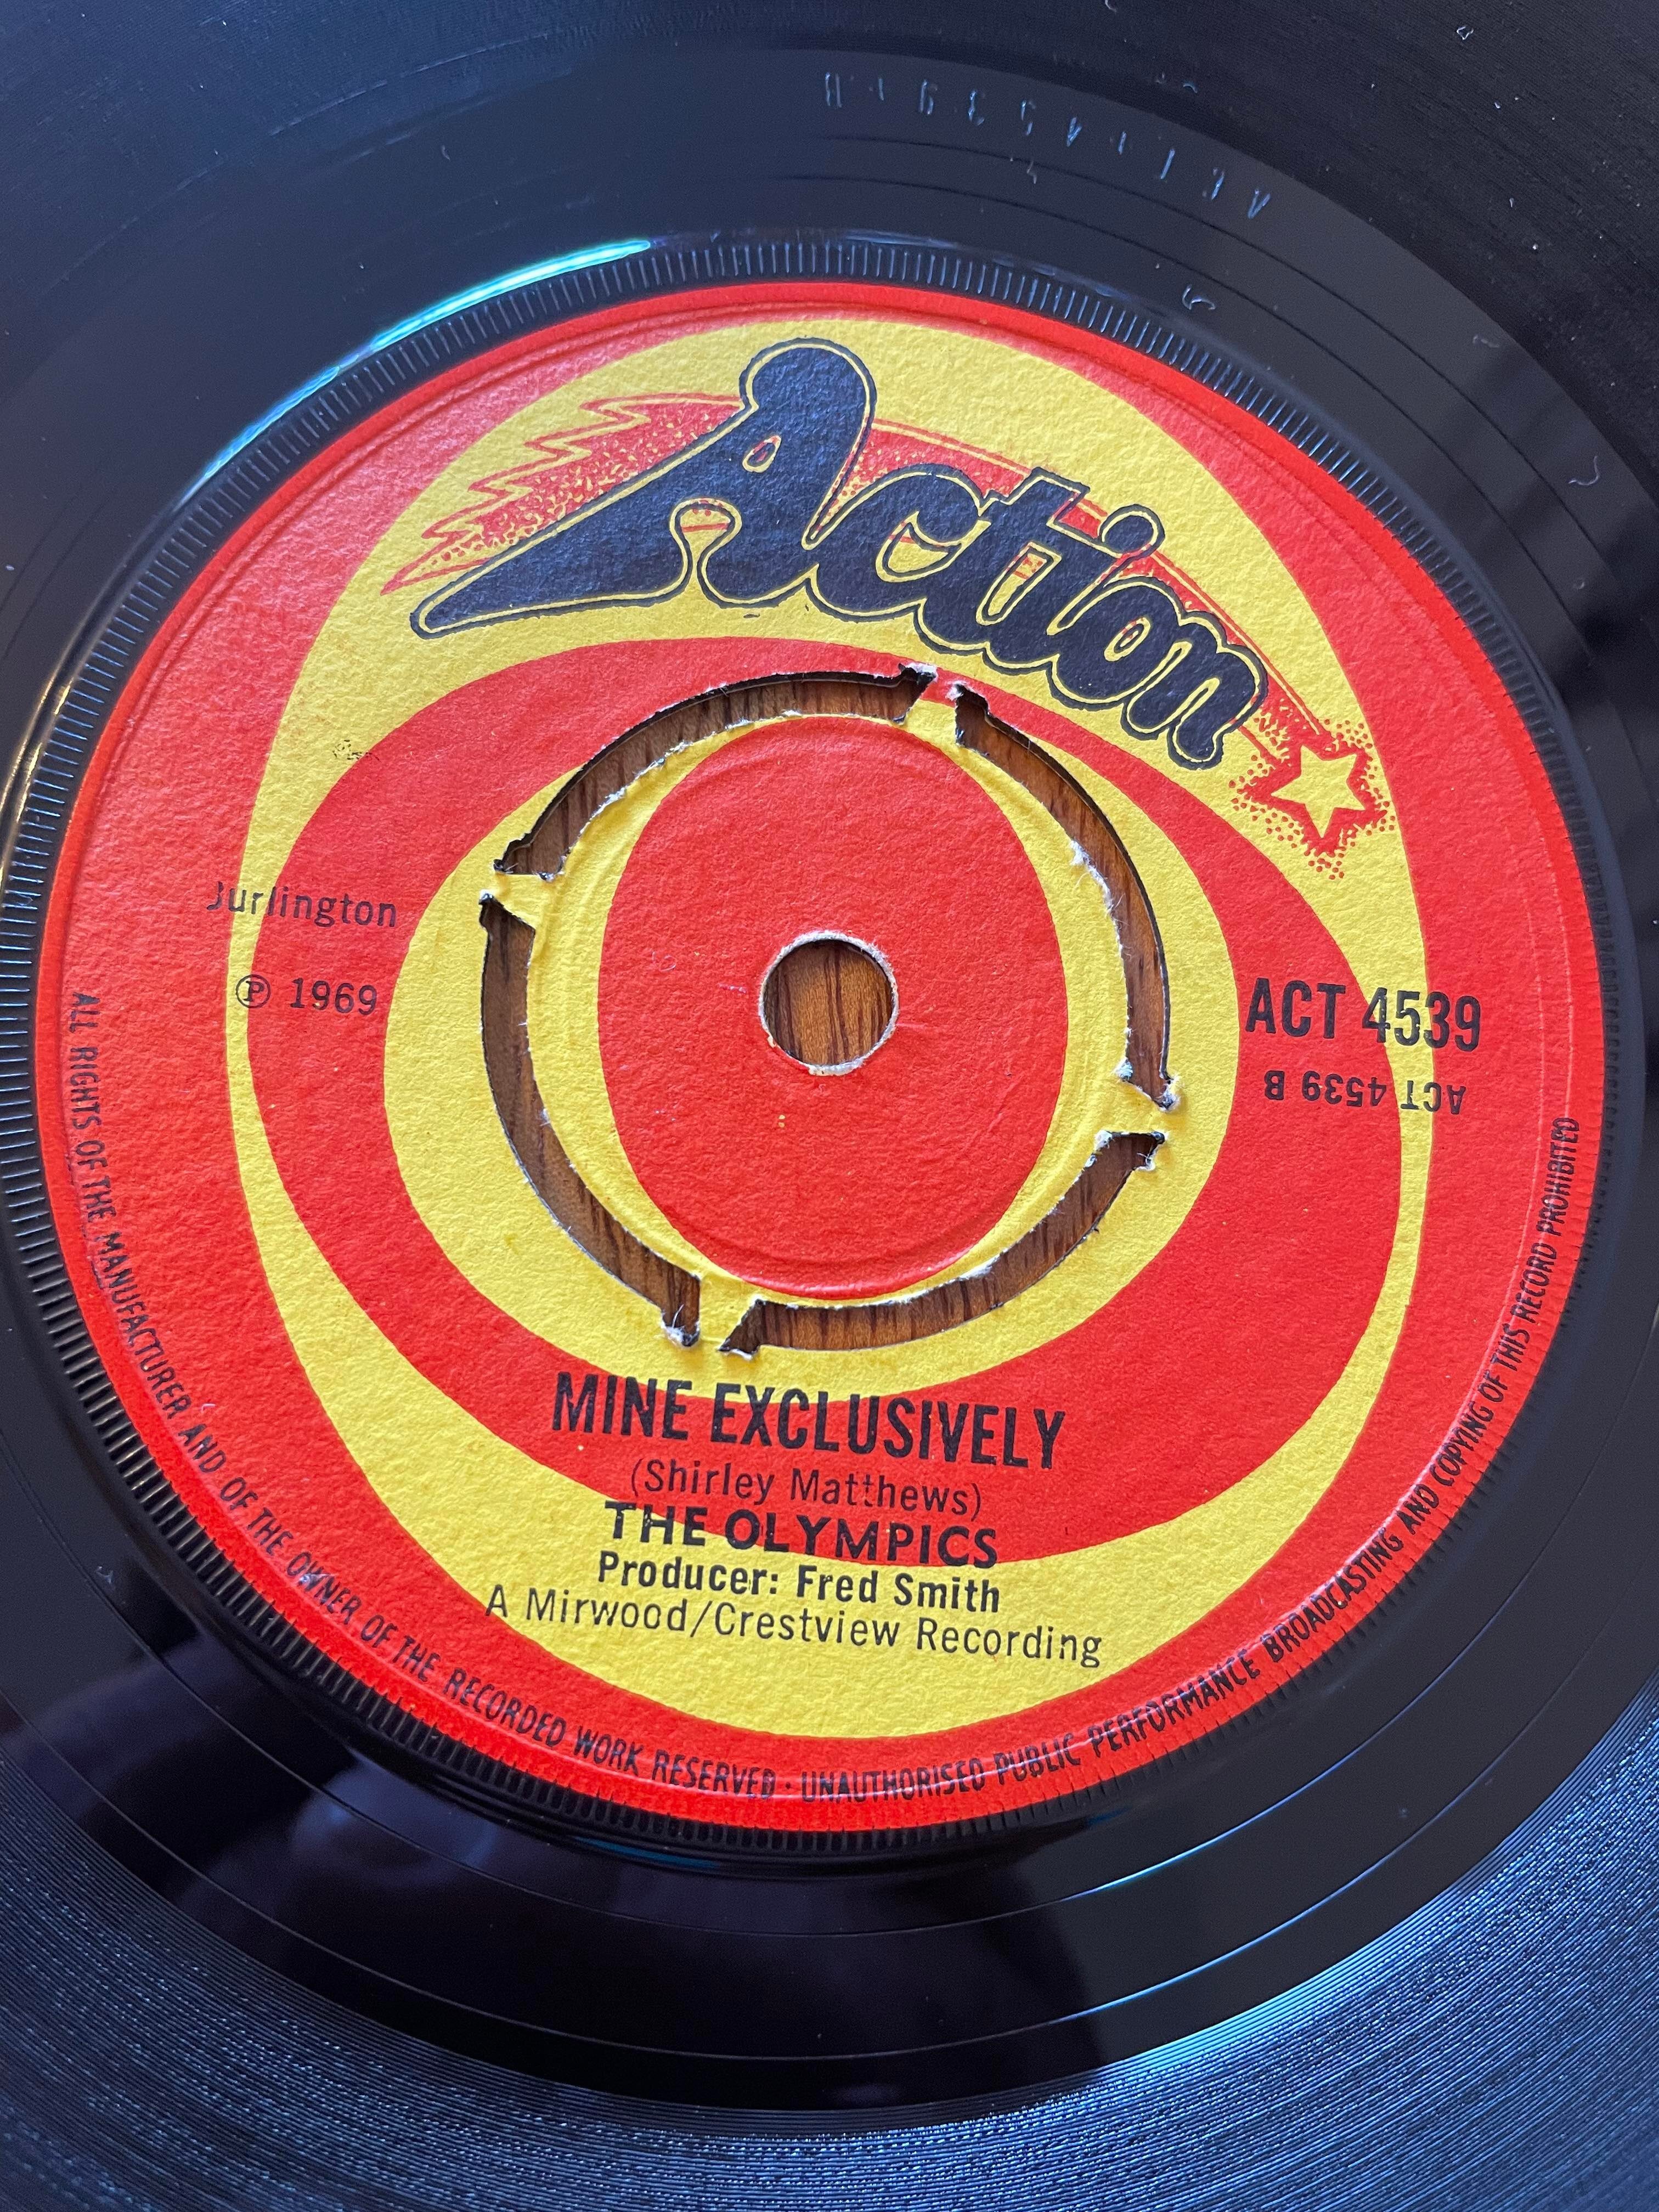 Action
Jurlington
℗ 1969
ACT 4539
ACT 4539 B
MINE EXCLUSIVELY
(Shirley Matthews)
THE OLYMPICS
Producer: Fred Smith
A Mirwood/Crestview Recording
ALL RIGHTS OF THE MANUFACTURER AND OF THE OWNER OF THE RECORDED WORK RESERVED · UNAUTHORISED PUBLIC PERFORMANCE BROADCASTING AND COPYING OF THIS RECORD PROHIBITED
ACT+4539+B